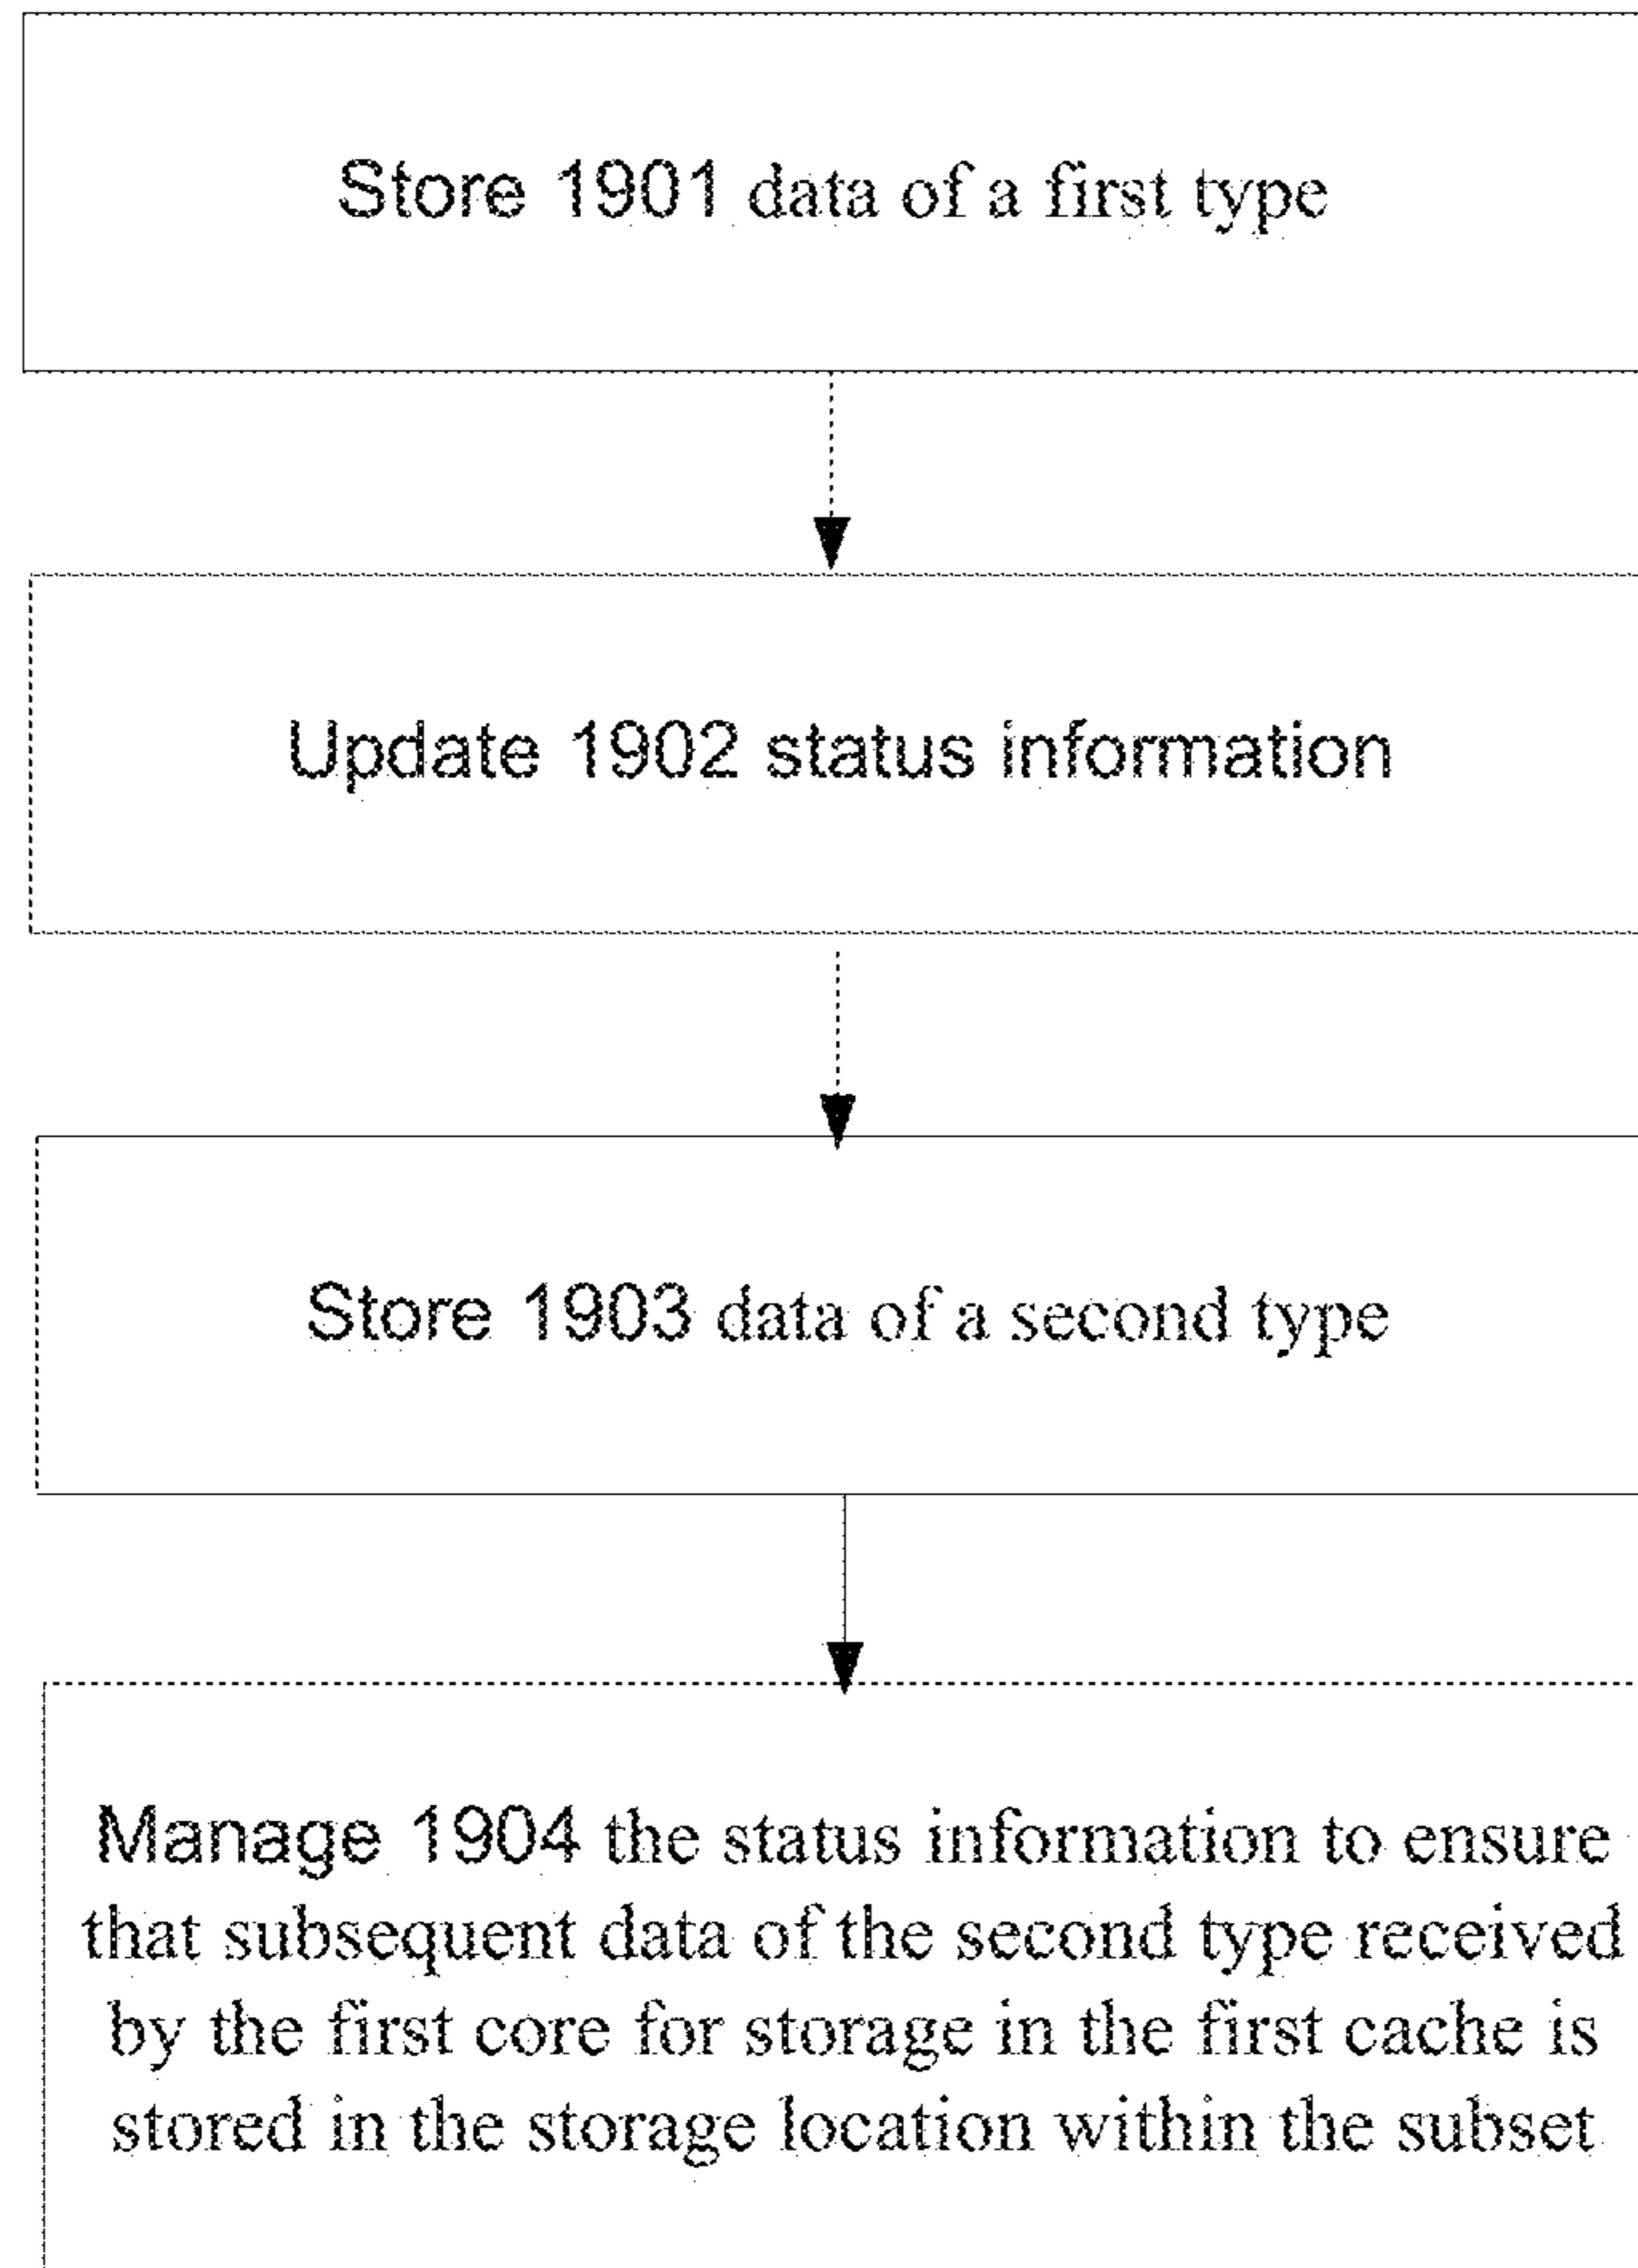 Store 1901 data of a first type
Update 1902 status information
Store 1903 data of a second type
Manage 1904 the status information to ensure
that subsequent data of the second type received
by the first core for storage in the first cache is
stored in the storage location within the subset